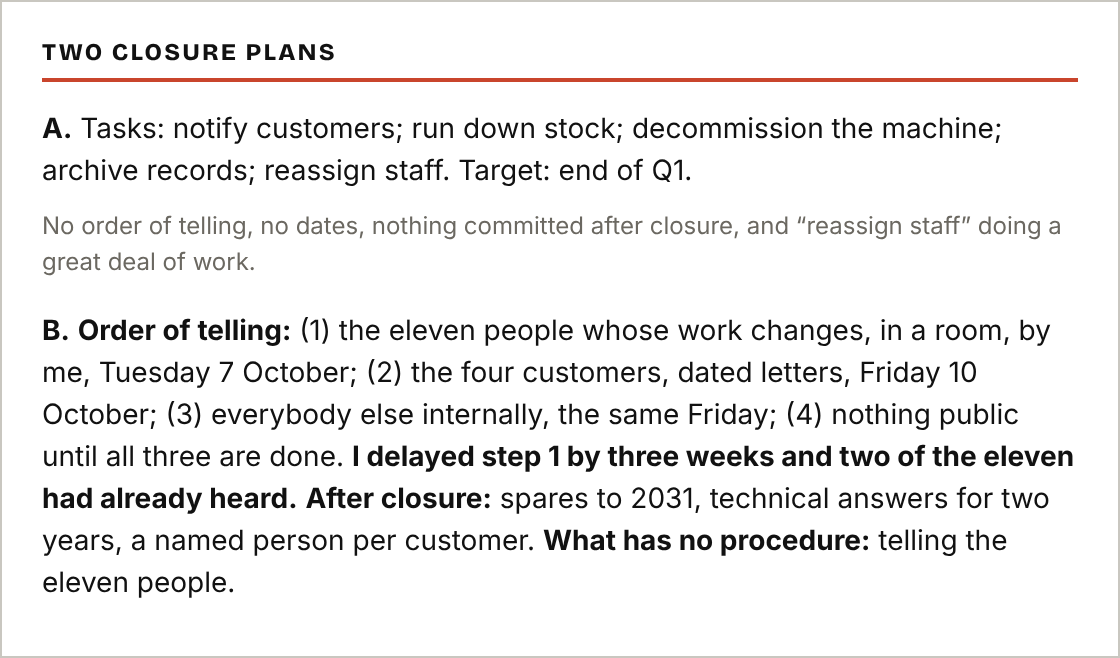 TWO CLOSURE PLANS
A. Tasks: notify customers; run down stock; decommission the machine;
archive records; reassign staff. Target: end of Q1.
No order of telling, no dates, nothing committed after closure, and “reassign staff” doing a
great deal of work.
B. Order of telling: (1) the eleven people whose work changes, in a room, by
me, Tuesday 7 October; (2) the four customers, dated letters, Friday 10
October; (3) everybody else internally, the same Friday; (4) nothing public
until all three are done. I delayed step 1 by three weeks and two of the eleven
had already heard. After closure: spares to 2031, technical answers for two
years, a named person per customer. What has no procedure: telling the
eleven people.